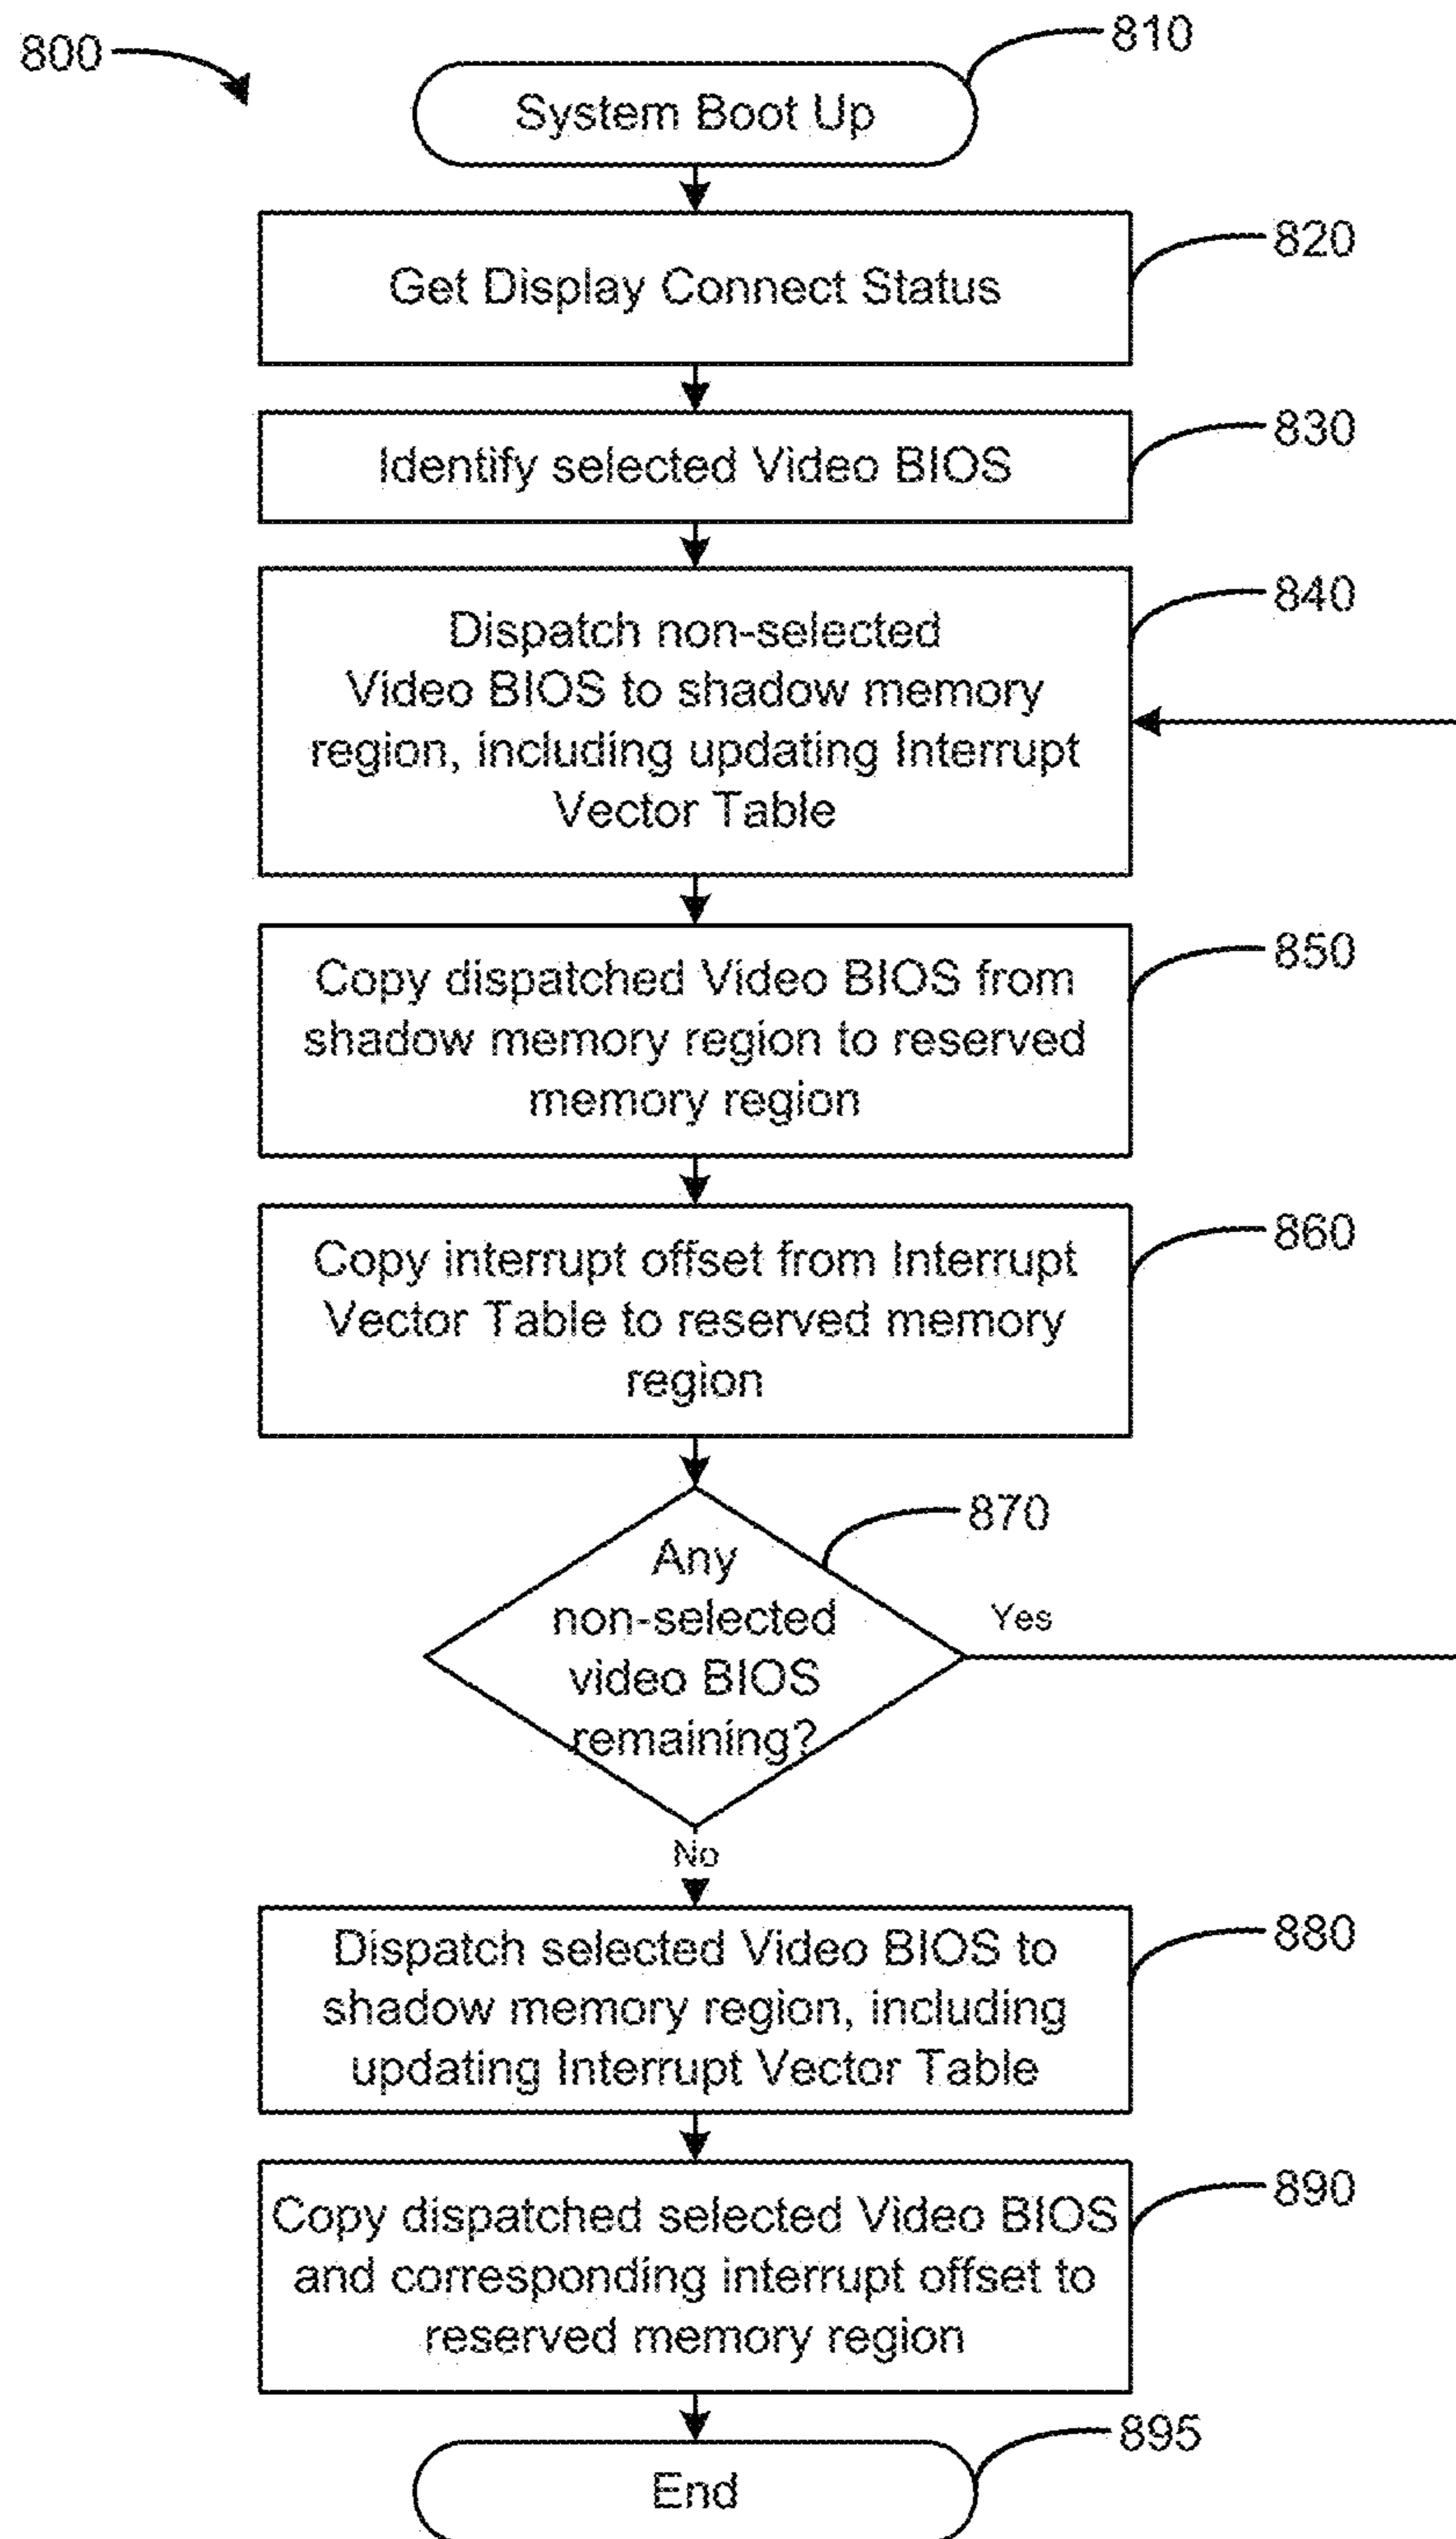 800
810
System Boot Up
820
Get Display Connect Status
830
Identify selected Video BIOS
840
Dispatch non-selected
Video BIOS to shadow memory
region, including updating Interrupt
Vector Table
850
Copy dispatched Video BIOS from
shadow memory region to reserved
memory region
860
Copy interrupt offset from Interrupt
Vector Table to reserved memory
region
870
Any
non-selected
video BIOS
remaining?
Yes
No
880
Dispatch selected Video BIOS to
shadow memory region, including
updating Interrupt Vector Table
890
Copy dispatched selected Video BIOS
and corresponding interrupt offset to
reserved memory region
895
End